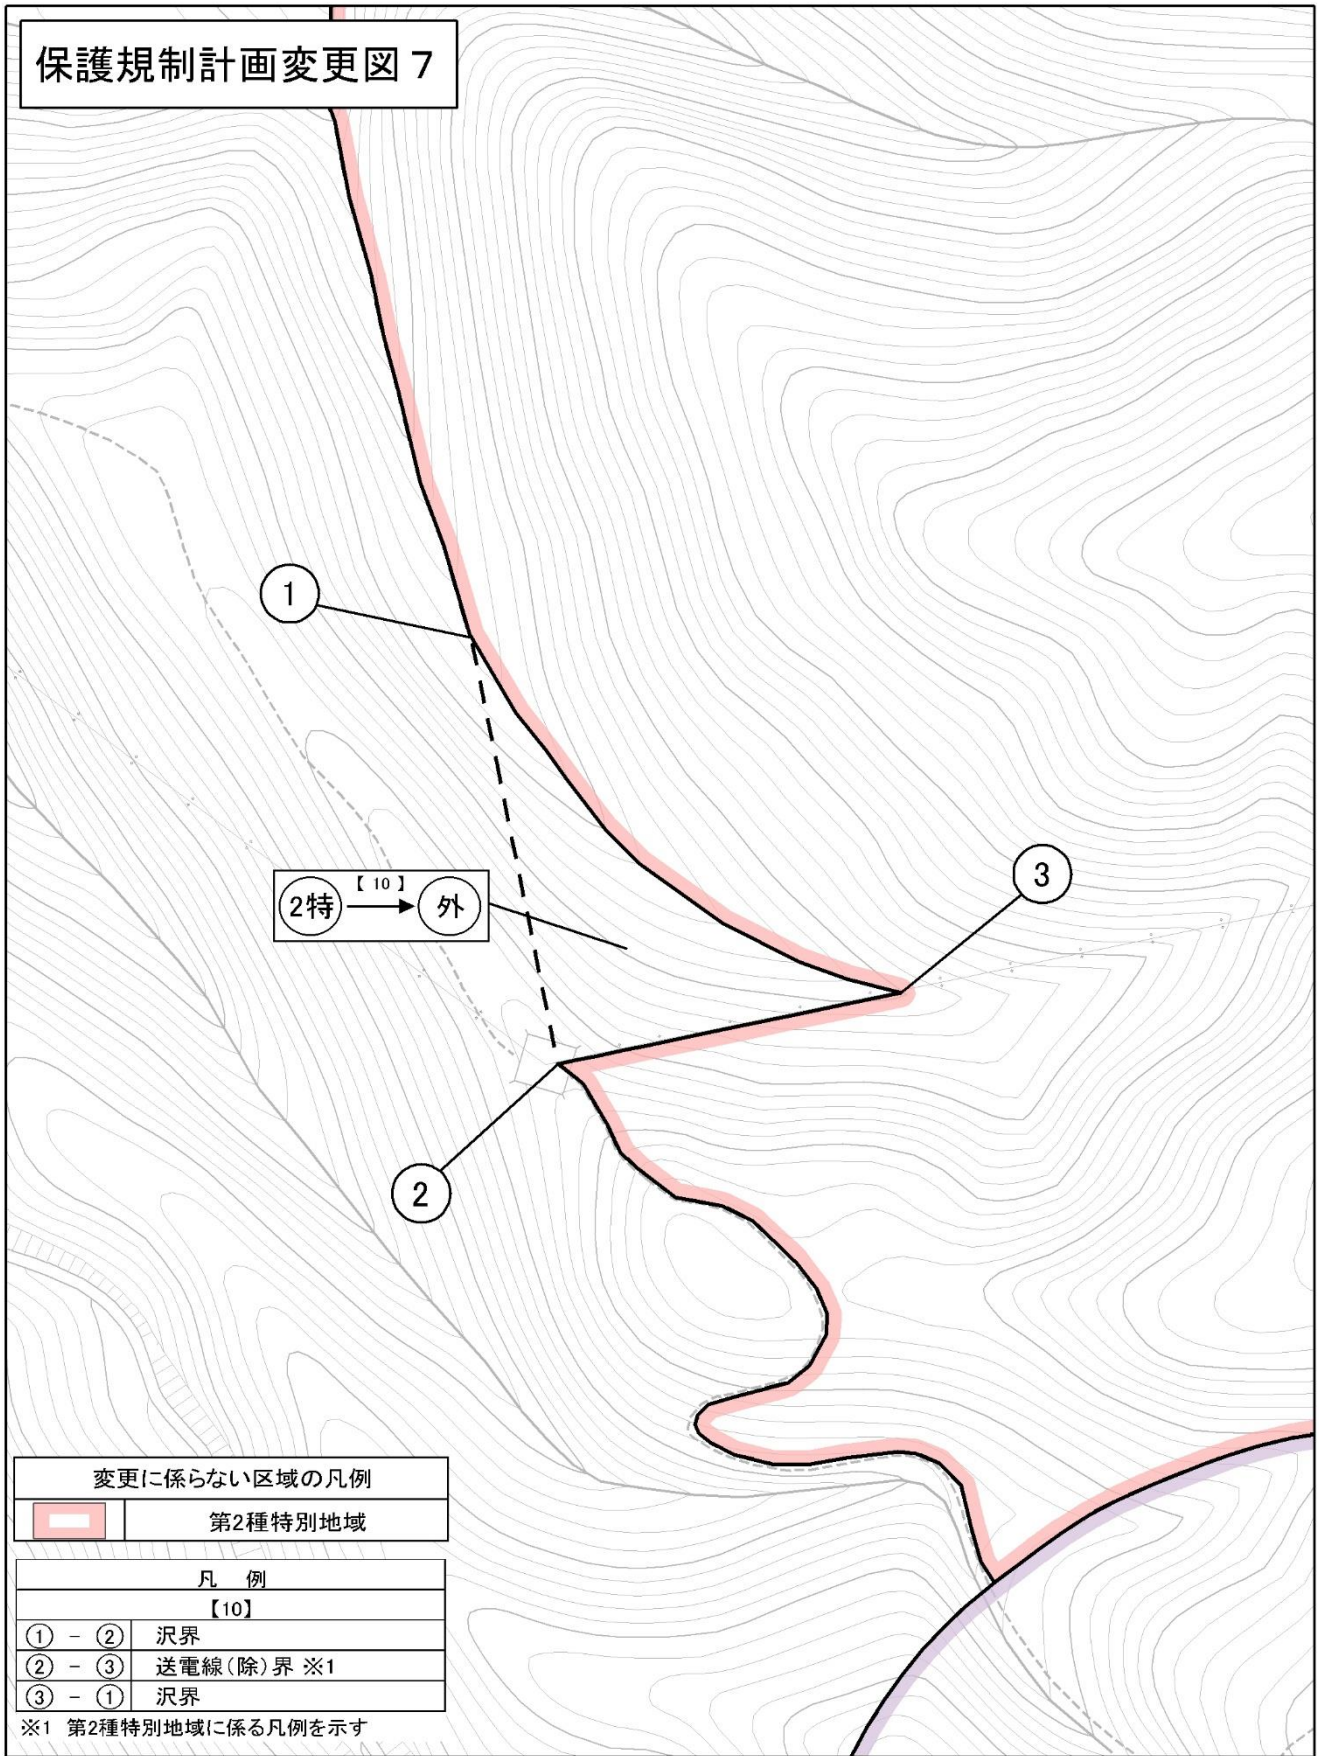 保護規制計画変更図７
①
【 10 】
2特 → 外
③
②
変更に係らない区域の凡例
第2種特別地域
凡　例
【10】
① - ② 沢界
② - ③ 送電線（除）界 ※1
③ - ① 沢界
※1 第2種特別地域に係る凡例を示す